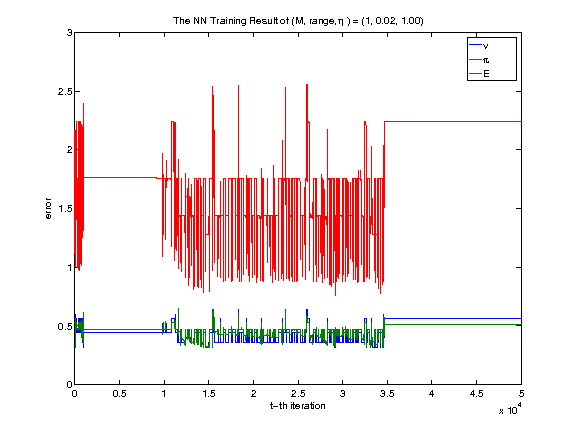 The NN Training Result of (M, range,η ) = (1, 0.02, 1.00)
3
2.5
2
1.5
1
0.5
0
error
ν
π
E
0 0.5 1 1.5 2 2.5 3 3.5 4 4.5 5
x 10^4
t−th iteration